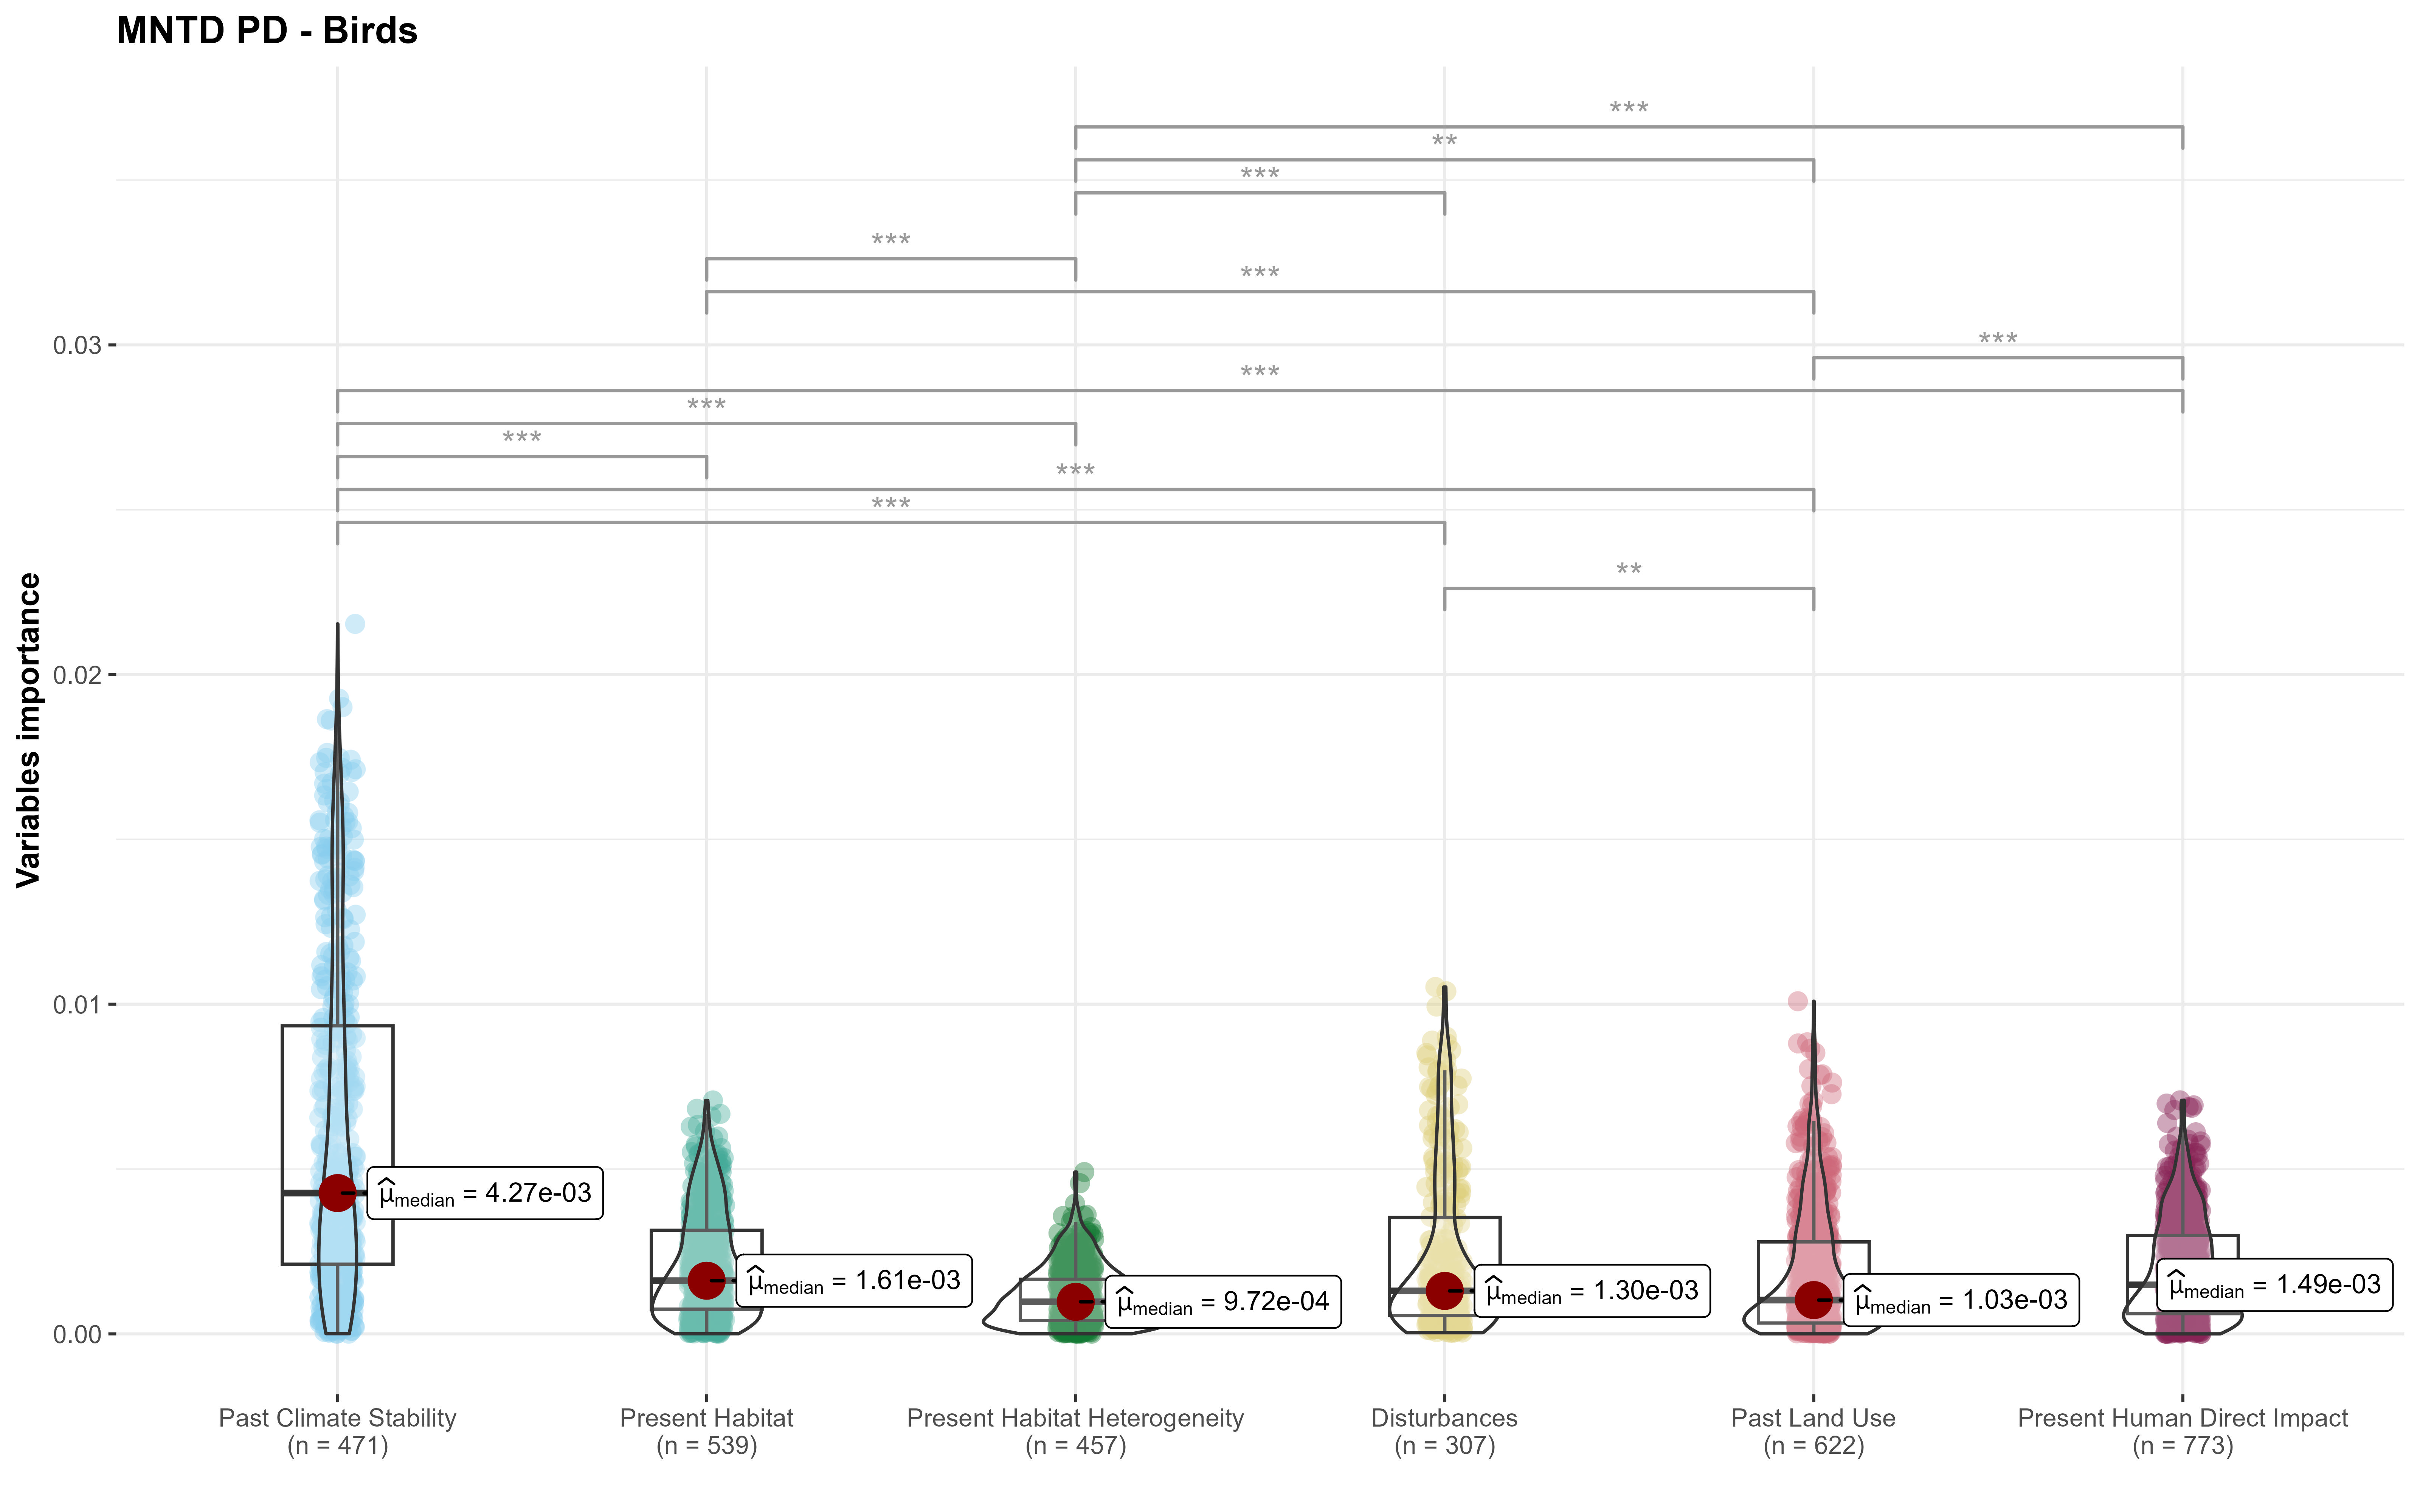 MNTD PD - Birds
***
**
***
***
***
***
***
***
***
***
***
**
Variables importance
0.03
0.02
0.01
0.00
μ̂median = 4.27e-03
μ̂median = 1.61e-03
μ̂median = 9.72e-04
μ̂median = 1.30e-03
μ̂median = 1.03e-03
μ̂median = 1.49e-03
Past Climate Stability
(n = 471)
Present Habitat
(n = 539)
Present Habitat Heterogeneity
(n = 457)
Disturbances
(n = 307)
Past Land Use
(n = 622)
Present Human Direct Impact
(n = 773)